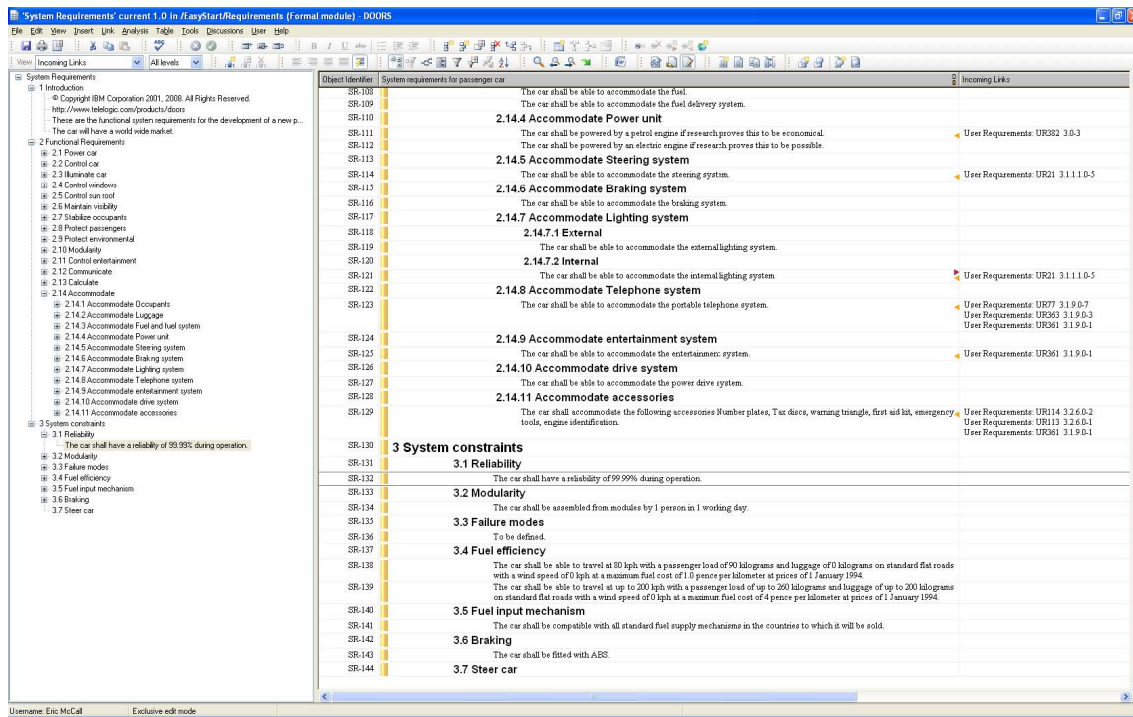 'System Requirements' current 1.0 in /EasyStart/Requirements (Formal module) - DOORS
File Edit View Insert Link Analysis Table Tools Discussions User Help
View Incoming Links All levels
System Requirements
1 Introduction
© Copyright IBM Corporation 2001, 2008. All Rights Reserved.
http://www.telelogic.com/products/doors
These are the functional system requirements for the development of a new p...
The car will have a world wide market.
2 Functional Requirements
2.1 Power car
2.2 Control car
2.3 Illuminate car
2.4 Control windows
2.5 Control sun roof
2.6 Maintain visibility
2.7 Stabilize occupants
2.8 Protect passengers
2.9 Protect environmental
2.10 Modularity
2.11 Control entertainment
2.12 Communicate
2.13 Calculate
2.14 Accommodate
2.14.1 Accommodate Occupants
2.14.2 Accommodate Luggage
2.14.3 Accommodate Fuel and fuel system
2.14.4 Accommodate Power unit
2.14.5 Accommodate Steering system
2.14.6 Accommodate Braking system
2.14.7 Accommodate Lighting system
2.14.8 Accommodate Telephone system
2.14.9 Accommodate entertainment system
2.14.10 Accommodate drive system
2.14.11 Accommodate accessories
3 System constraints
3.1 Reliability
The car shall have a reliability of 99.99% during operation.
3.2 Modularity
3.3 Failure modes
3.4 Fuel efficiency
3.5 Fuel input mechanism
3.6 Braking
3.7 Steer car
Object Identifier System requirements for passenger car Incoming Links
SR-108 The car shall be able to accommodate the fuel.
SR-109 The car shall be able to accommodate the fuel delivery system.
SR-110 2.14.4 Accommodate Power unit
SR-111 The car shall be powered by a petrol engine if research proves this to be economical. User Requrements: UR382 3.0-3
SR-112 The car shall be powered by an electric engine if research proves this to be possible.
SR-113 2.14.5 Accommodate Steering system
SR-114 The car shall be able to accommodate the steering system. User Requrements: UR21 3.1.1.1.0-5
SR-115 2.14.6 Accommodate Braking system
SR-116 The car shall be able to accommodate the braking system.
SR-117 2.14.7 Accommodate Lighting system
SR-118 2.14.7.1 External
SR-119 The car shall be able to accommodate the external lighting system.
SR-120 2.14.7.2 Internal
SR-121 The car shall be able to accommodate the internal lighting system User Requrements: UR21 3.1.1.1.0-5
SR-122 2.14.8 Accommodate Telephone system
SR-123 The car shall be able to accommodate the portable telephone system. User Requrements: UR77 3.1.9.0-7
User Requrements: UR363 3.1.9.0-3
User Requrements: UR361 3.1.9.0-1
SR-124 2.14.9 Accommodate entertainment system
SR-125 The car shall be able to accommodate the entertainment system. User Requrements: UR361 3.1.9.0-1
SR-126 2.14.10 Accommodate drive system
SR-127 The car shall be able to accommodate the power drive system.
SR-128 2.14.11 Accommodate accessories
SR-129 The car shall accommodate the following accessories Number plates, Tax discs, warning triangle, first aid kit, emergency User Requrements: UR114 3.2.6.0-2
tools, engine identification. User Requrements: UR113 3.2.6.0-1
User Requrements: UR361 3.1.9.0-1
SR-130 3 System constraints
SR-131 3.1 Reliability
SR-132 The car shall have a reliability of 99.99% during operation.
SR-133 3.2 Modularity
SR-134 The car shall be assembled from modules by 1 person in 1 working day.
SR-135 3.3 Failure modes
SR-136 To be defined.
SR-137 3.4 Fuel efficiency
SR-138 The car shall be able to travel at 80 kph with a passenger load of 90 kilograms and luggage of 0 kilograms on standard flat roads
with a wind speed of 0 kph at a maximum fuel cost of 1.0 pence per kilometer at prices of 1 January 1994.
SR-139 The car shall be able to travel at up to 200 kph with a passenger load of up to 260 kilograms and luggage of up to 200 kilograms
on standard flat roads with a wind speed of 0 kph at a maximum fuel cost of 4 pence per kilometer at prices of 1 January 1994.
SR-140 3.5 Fuel input mechanism
SR-141 The car shall be compatible with all standard fuel supply mechanisms in the countries to which it will be sold.
SR-142 3.6 Braking
SR-143 The car shall be fitted with ABS.
SR-144 3.7 Steer car
Username: Eric McCall Exclusive edit mode